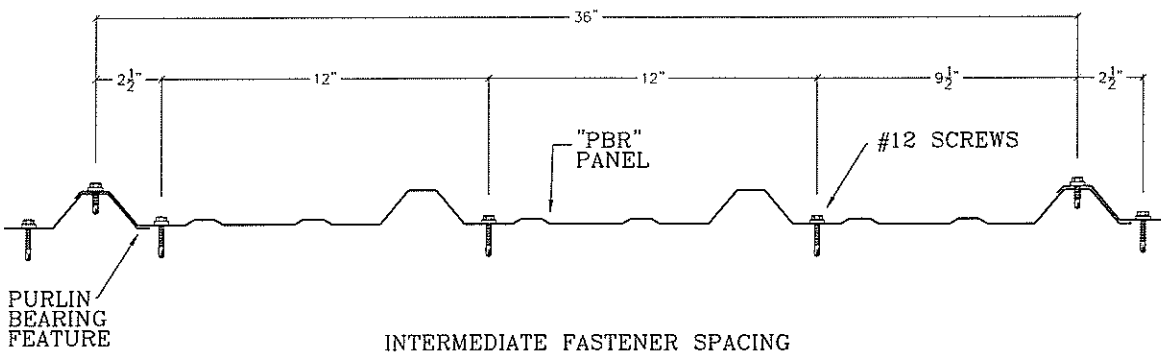 36"
2½" 12" 12" 9½" 2½"
"PBR"
PANEL
#12 SCREWS
PURLIN
BEARING
FEATURE
INTERMEDIATE FASTENER SPACING